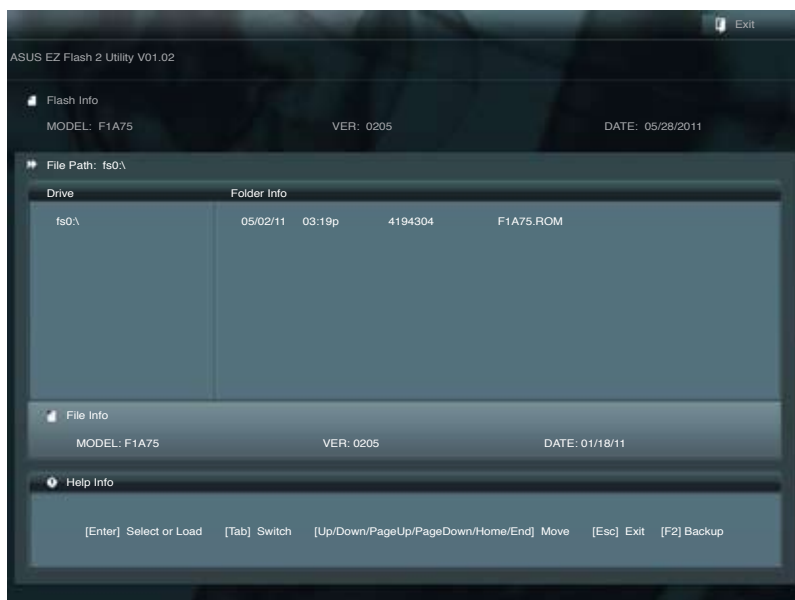 Exit
ASUS EZ Flash 2 Utility V01.02
Flash Info
MODEL: F1A75 VER: 0205 DATE: 05/28/2011
File Path: fs0:\
Drive Folder Info
fs0:\ 05/02/11 03:19p 4194304 F1A75.ROM
File Info
MODEL: F1A75 VER: 0205 DATE: 01/18/11
Help Info
[Enter] Select or Load [Tab] Switch [Up/Down/PageUp/PageDown/Home/End] Move [Esc] Exit [F2] Backup